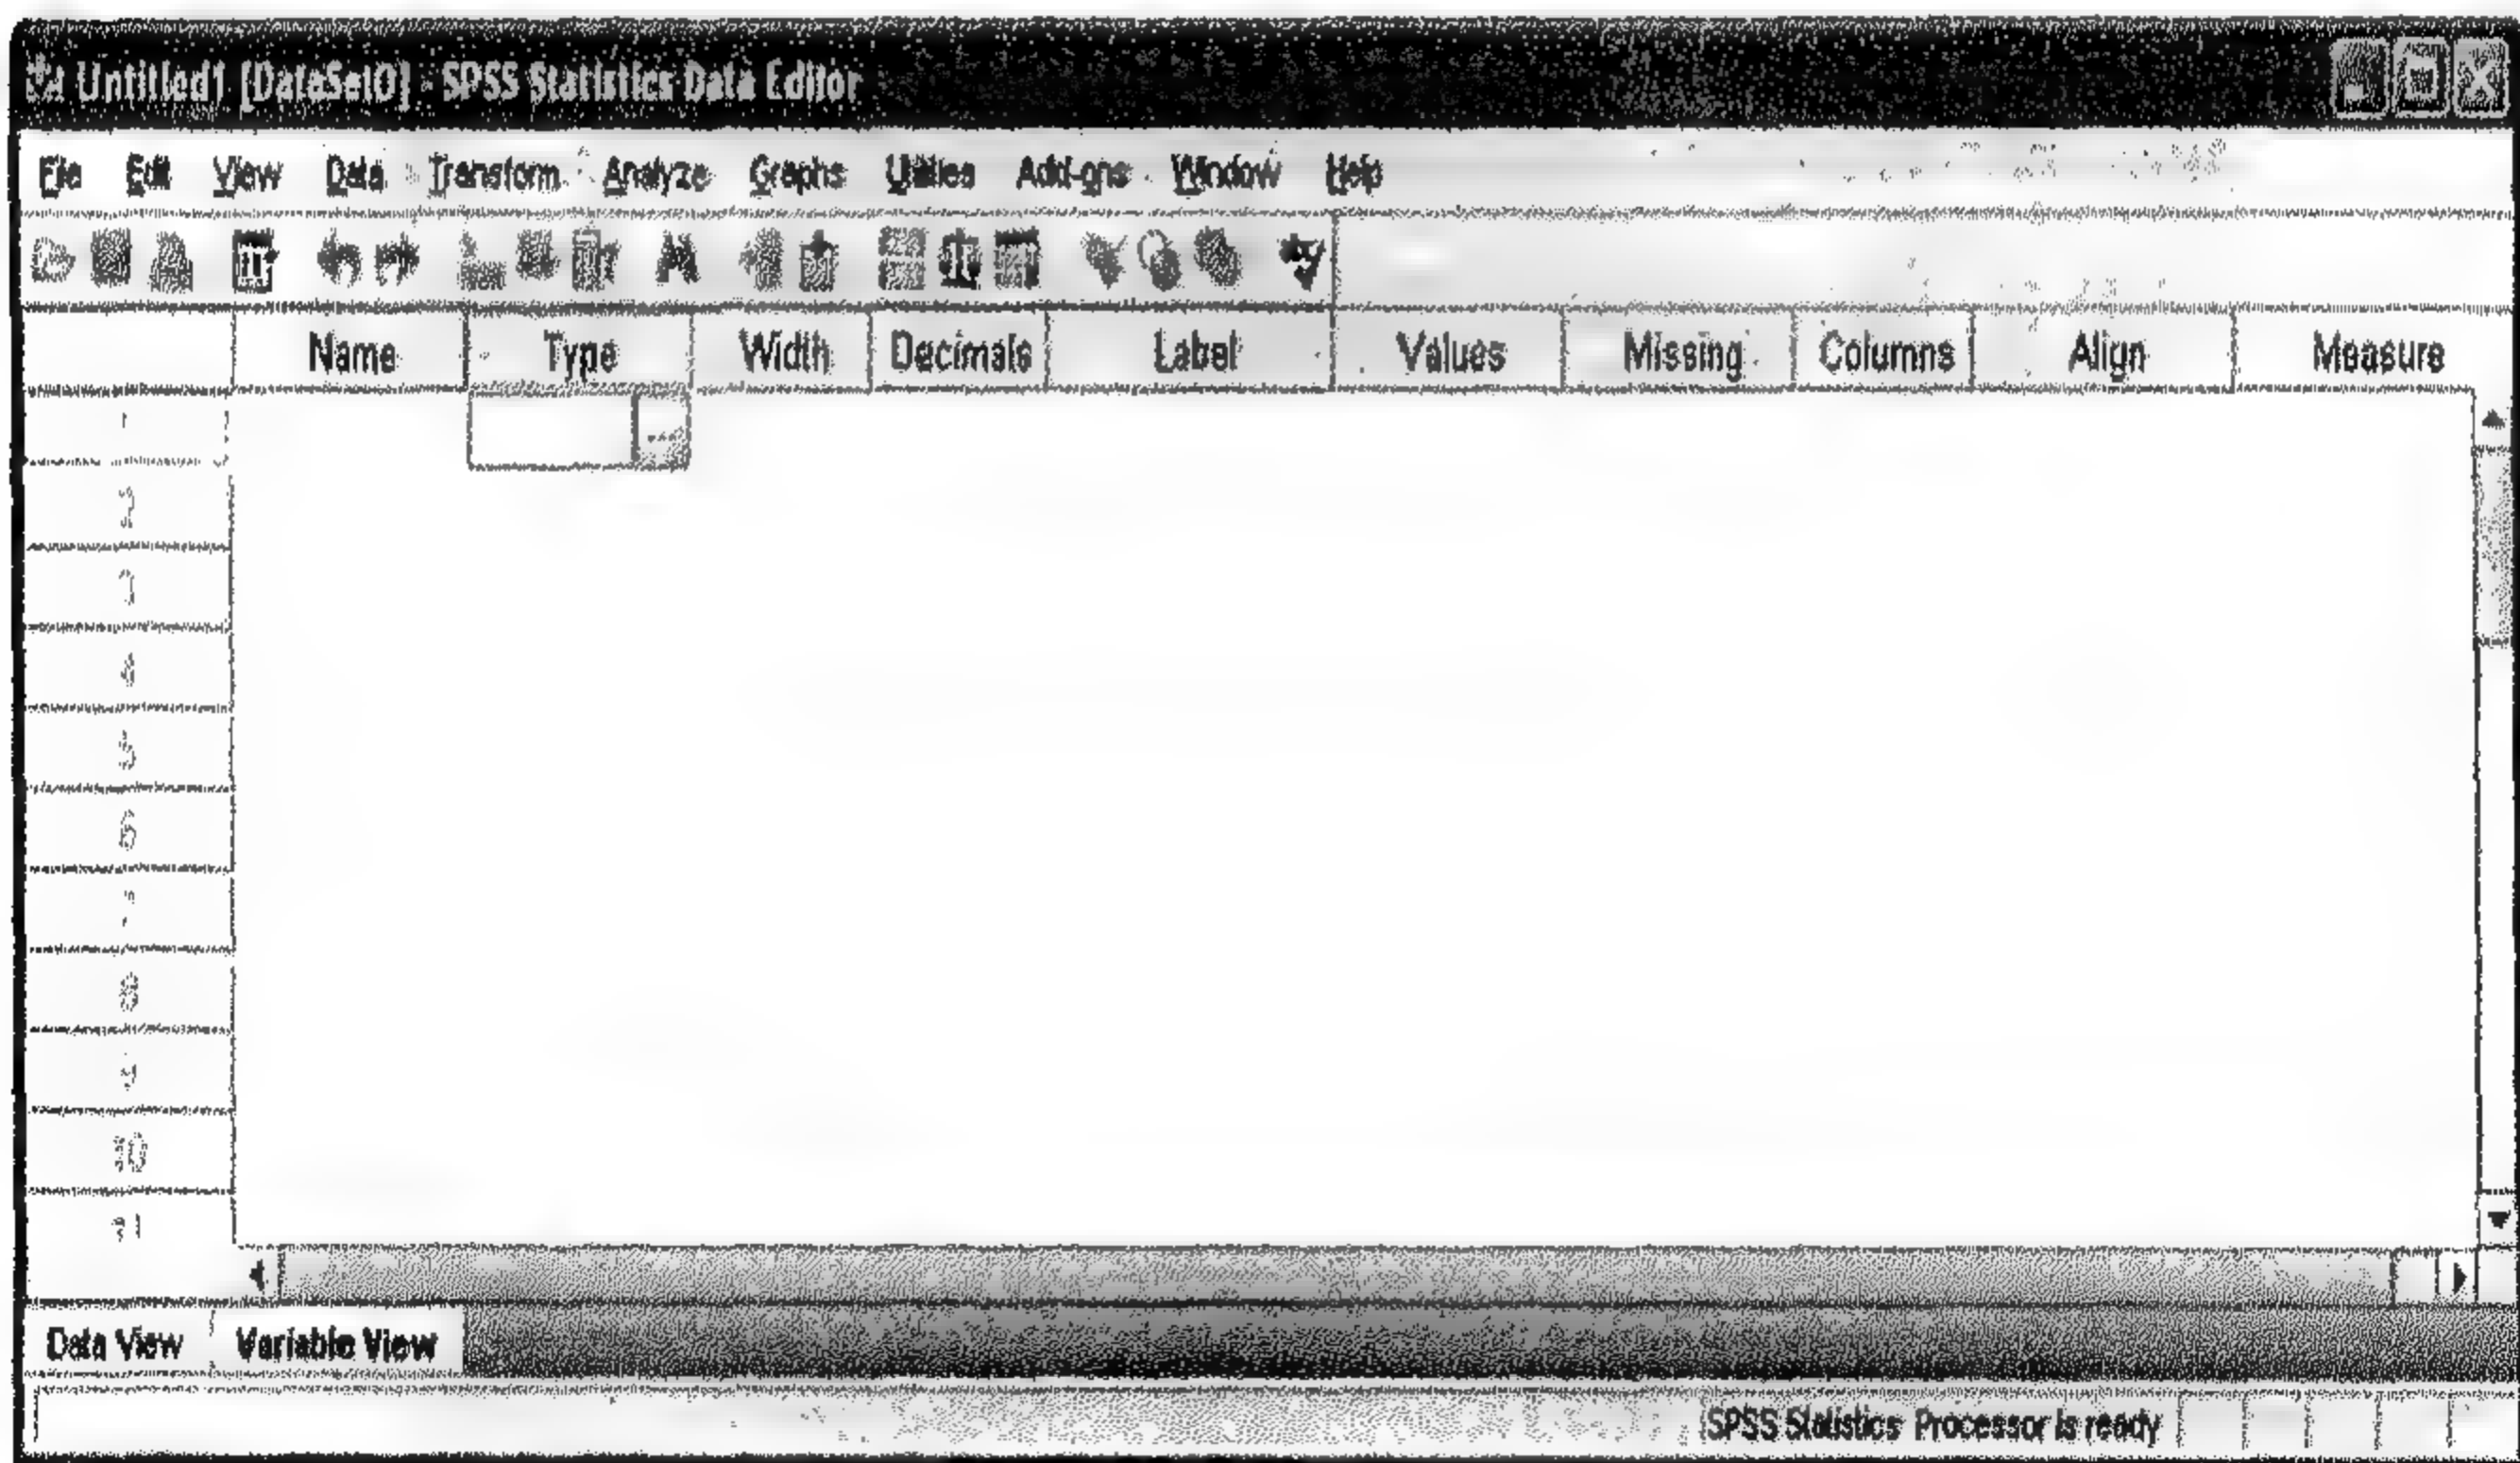 Untitled1 [DataSet0] - SPSS Statistics Data Editor
File Edit View Data Transform Analyze Graphs Utilities Add-ons Window Help
Name Type Width Decimals Label Values Missing Columns Align Measure
1 ...
2
3
4
5
6
7
8
9
10
11
Data View Variable View
SPSS Statistics Processor is ready